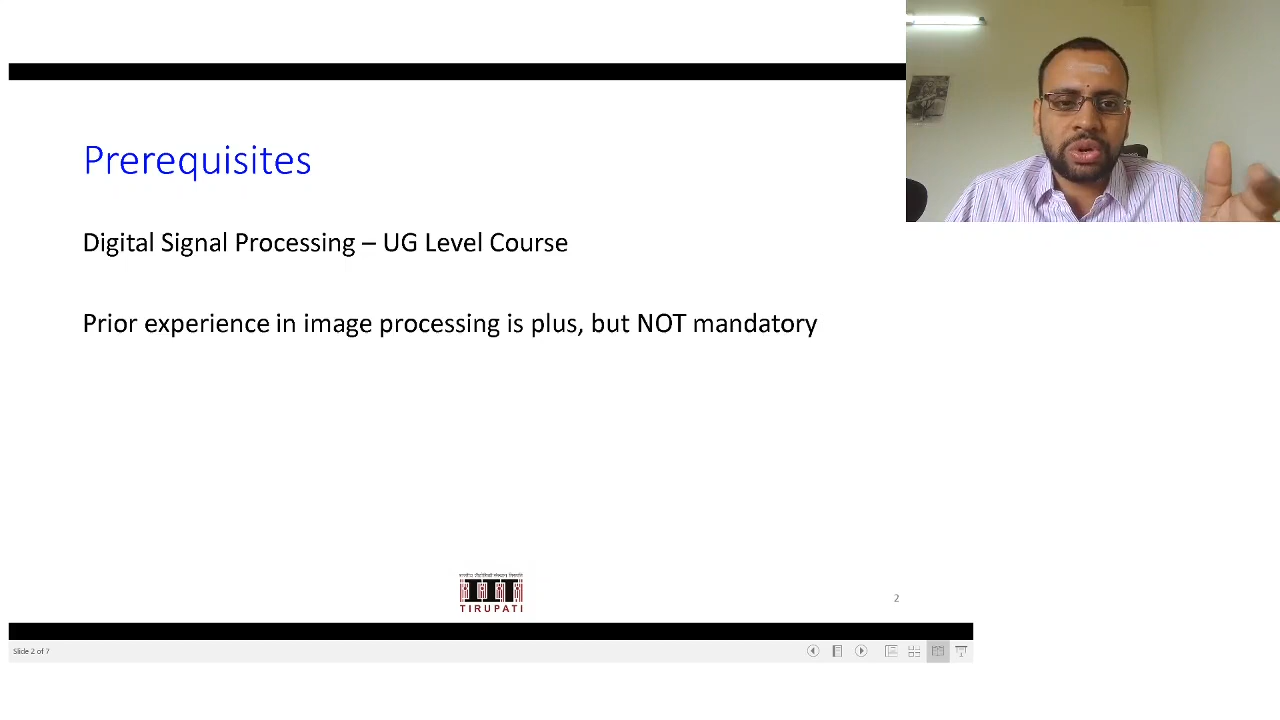 Prerequisites
Digital Signal Processing – UG Level Course
Prior experience in image processing is plus, but NOT mandatory
TIRUPATI
2
Slide 2 of 7